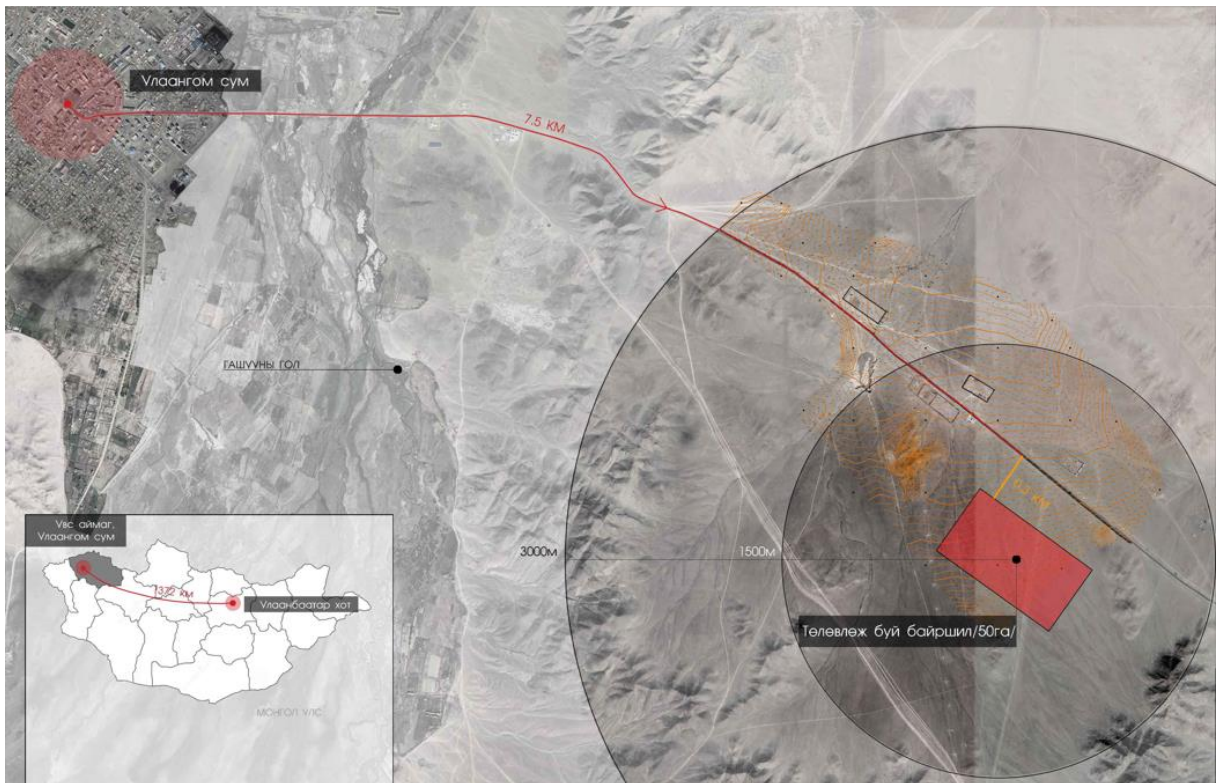 Улаангом сум
7.5 КМ
ГАШУУНЫ ГОЛ
3000м
1500м
Төлөвлөж буй байршил/50га/
Увс аймаг,
Улаангом сум
1372 КМ
Улаанбаатар хот
МОНГОЛ УЛС